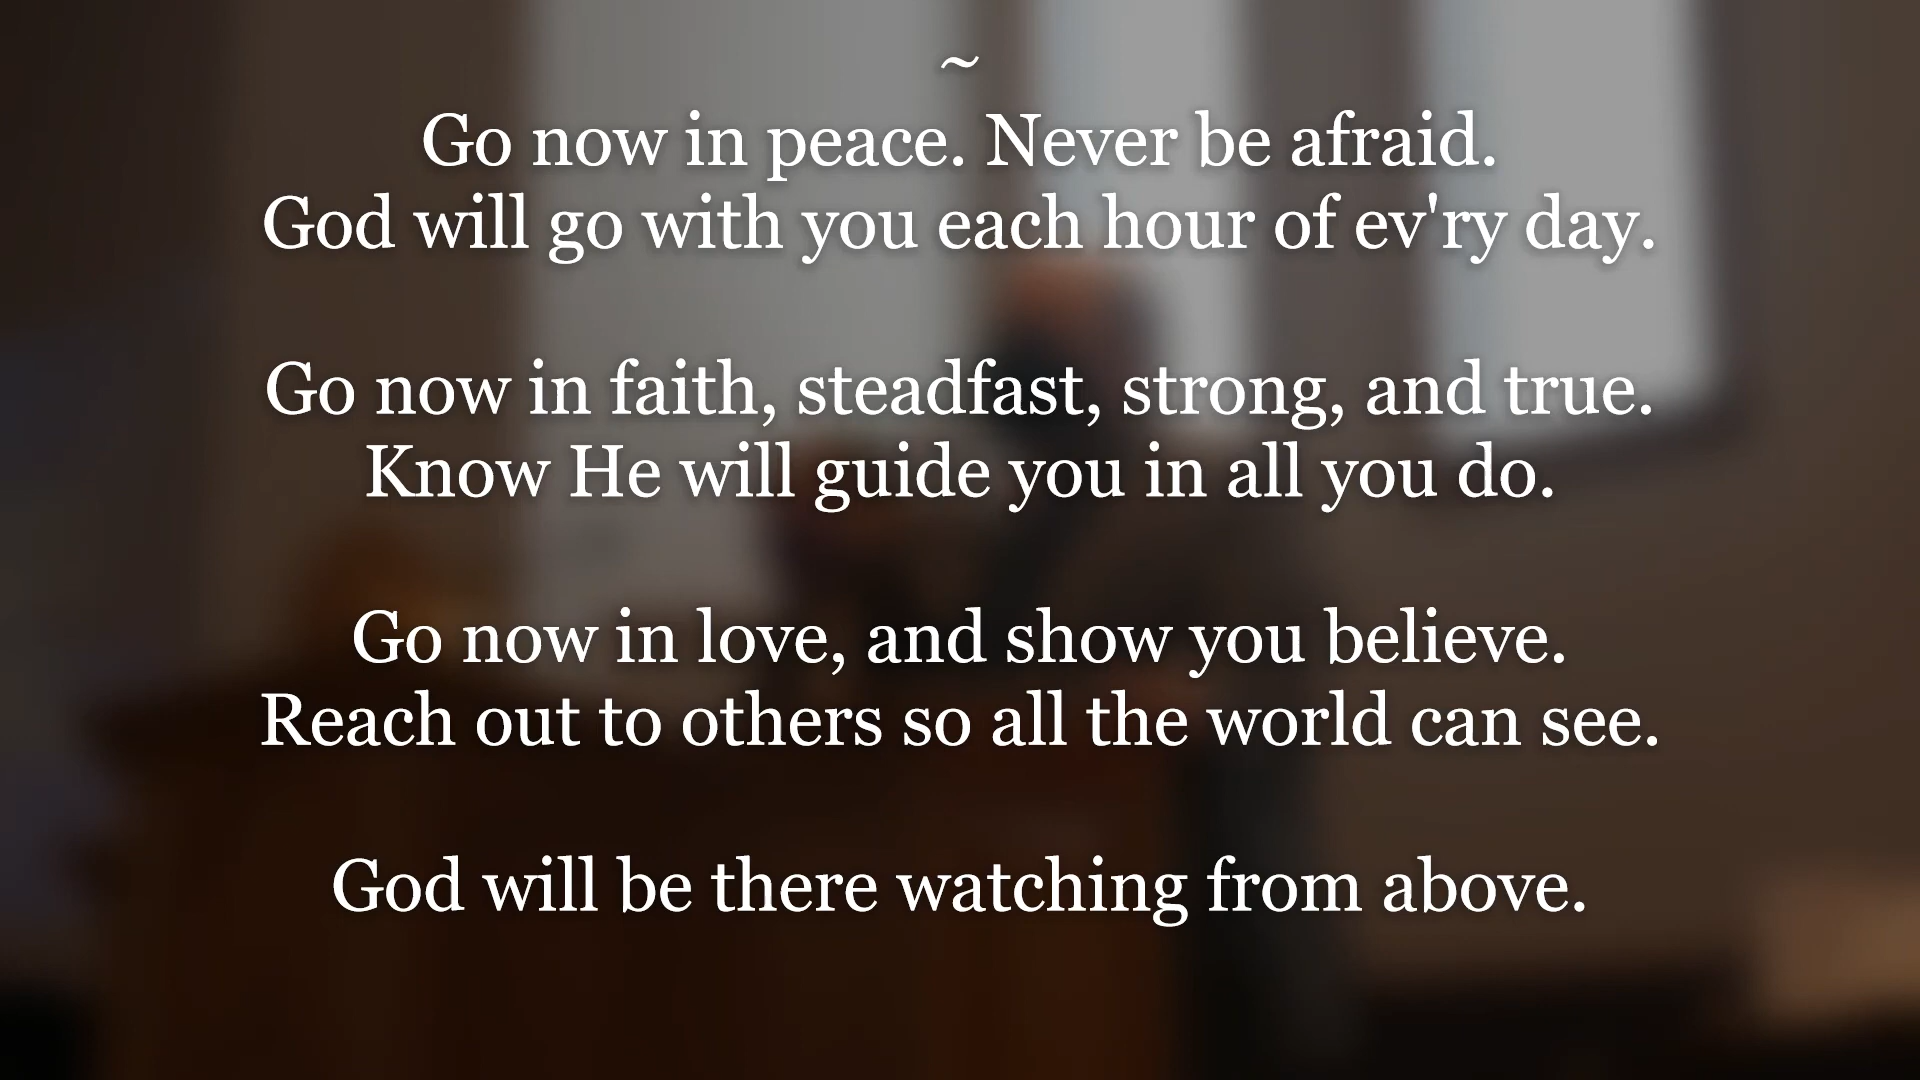 ~
Go now in peace. Never be afraid.
God will go with you each hour of ev'ry day.
Go now in faith, steadfast, strong, and true.
Know He will guide you in all you do.
Go now in love, and show you believe.
Reach out to others so all the world can see.
God will be there watching from above.